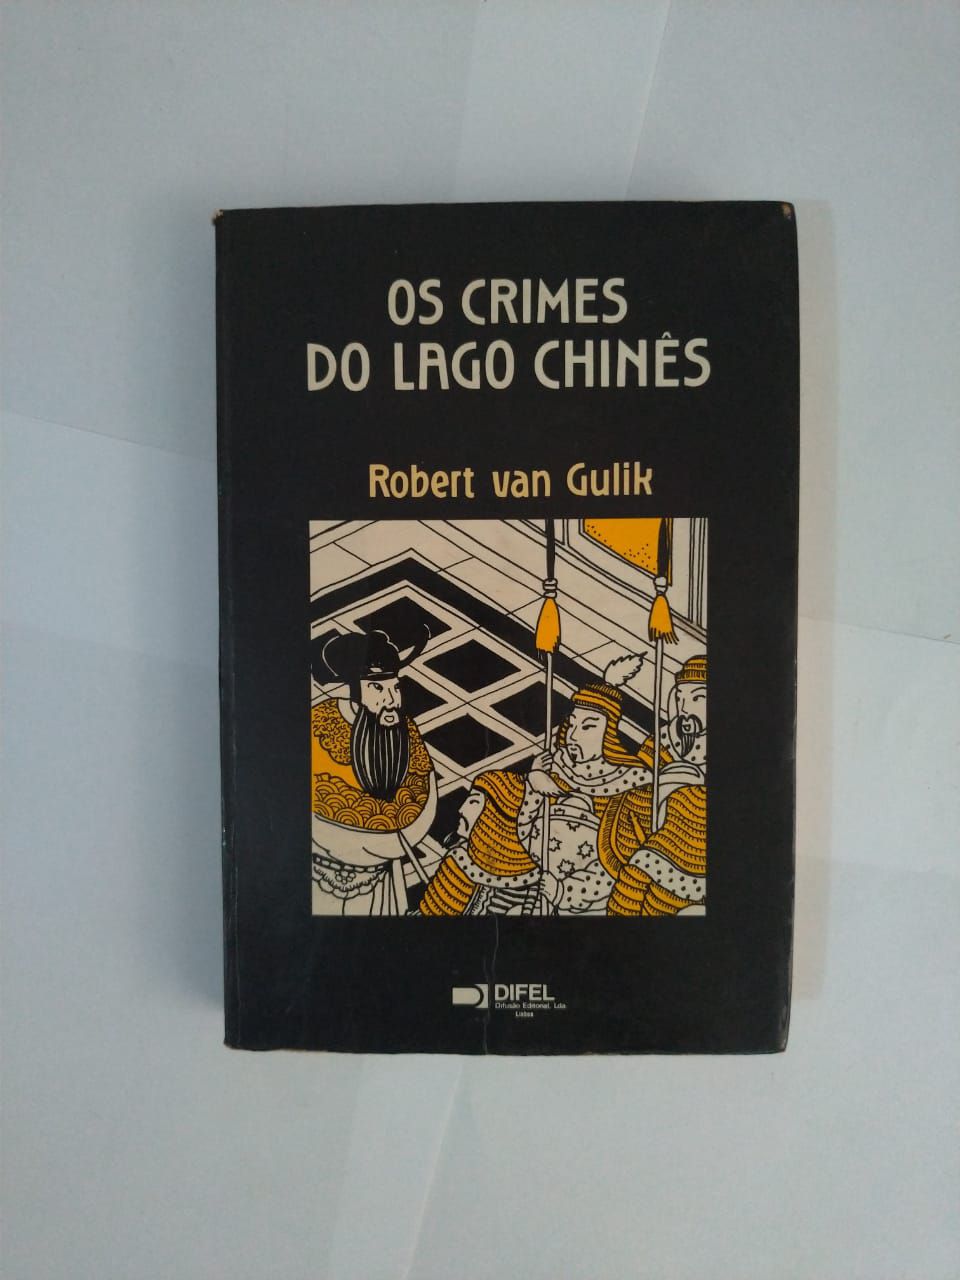 OS CRIMES
DO LAGO CHINÊS
Robert van Gulik
DIFEL
Difusão Editorial, Lda
Lisboa